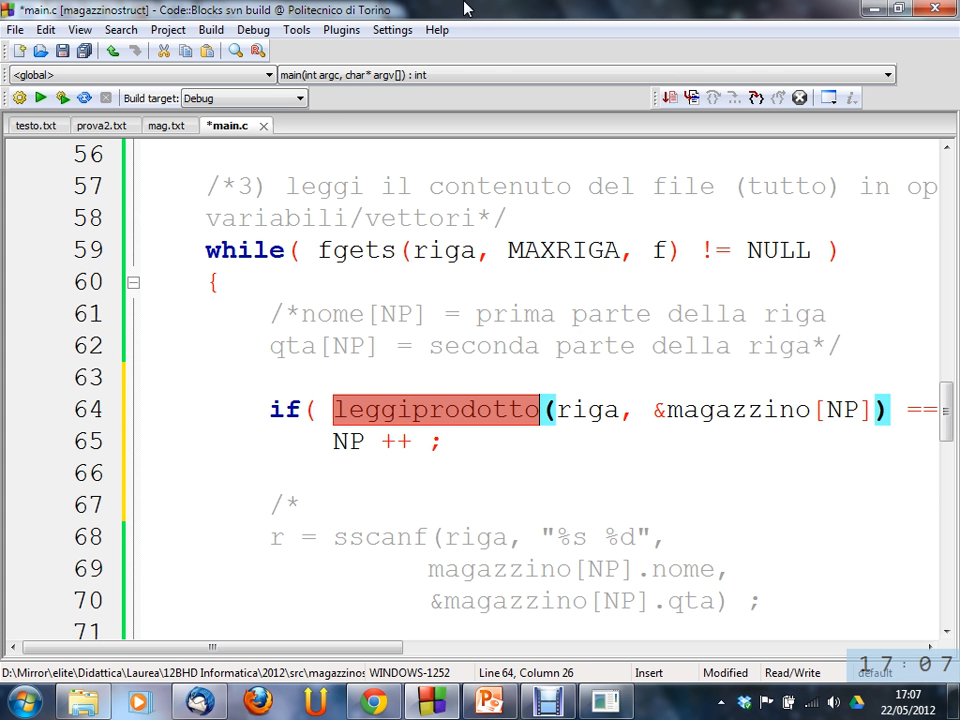 *main.c [magazzinostruct] - Code::Blocks svn build @ Politecnico di Torino
File Edit View Search Project Build Debug Tools Plugins Settings Help
<global> main(int argc, char* argv[]) : int
Build target: Debug
testo.txt prova2.txt mag.txt *main.c
56
57 /*3) leggi il contenuto del file (tutto) in op
58 variabili/vettori*/
59 while( fgets(riga, MAXRIGA, f) != NULL )
60 {
61 /*nome[NP] = prima parte della riga
62 qta[NP] = seconda parte della riga*/
63
64 if( leggiprodotto(riga, &magazzino[NP]) ==
65 NP ++ ;
66
67 /*
68 r = sscanf(riga, "%s %d",
69 magazzino[NP].nome,
70 &magazzino[NP].qta) ;
71
D:\Mirror\elite\Didattica\Laurea\12BHD Informatica\2012\src\magazzinos WINDOWS-1252 Line 64, Column 26 Insert Modified Read/Write default
17:07
17:07
22/05/2012